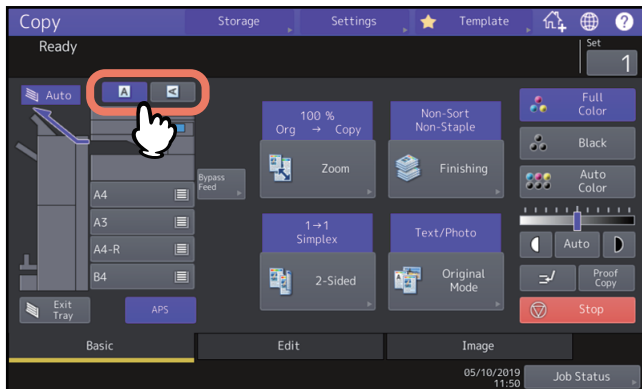 Copy
Storage
Settings
Template
?
Ready
Set
1
Auto
A
A
100 %
Org → Copy
Zoom
Non-Sort
Non-Staple
Finishing
Full
Color
Black
Auto
Color
Bypass
Feed
A4
A3
A4-R
B4
1→1
Simplex
2-Sided
Text/Photo
Original
Mode
Auto
Proof
Copy
Exit
Tray
APS
Stop
Basic
Edit
Image
05/10/2019
11:50
Job Status